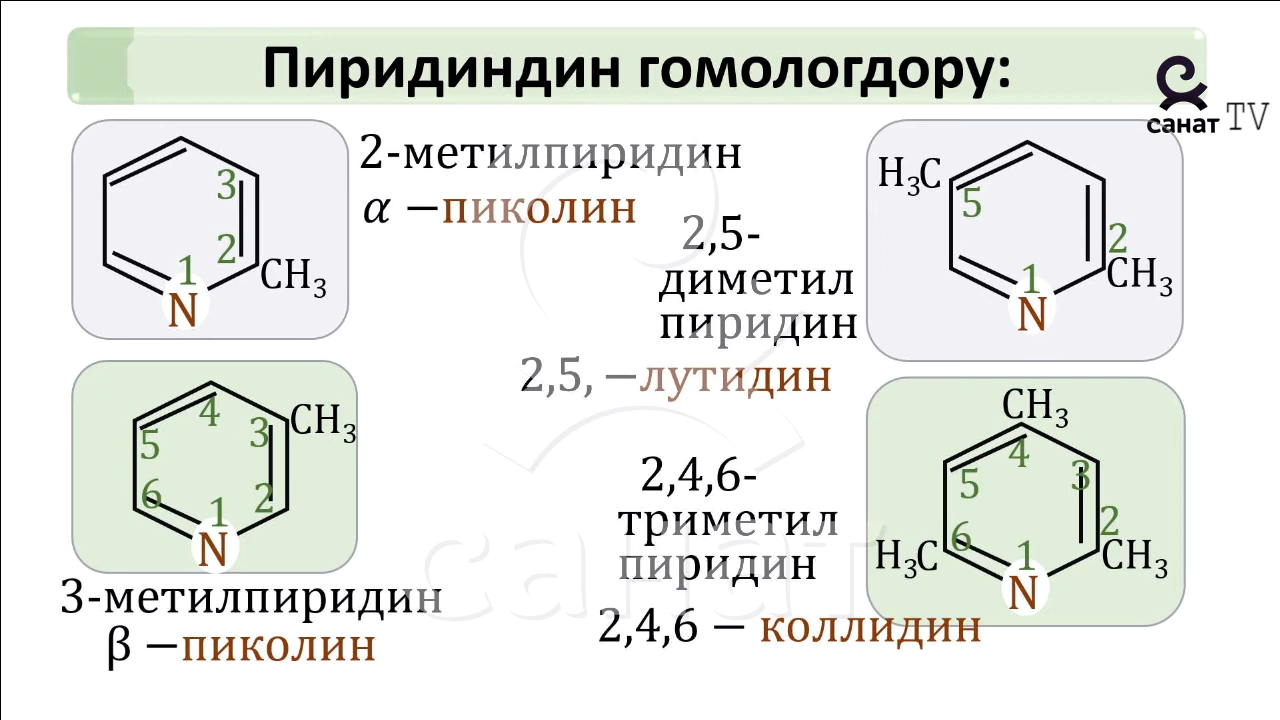 Пиридиндин гомологдору:
санат TV
3
2
1
N
CH₃
2-метилпиридин
α −пиколин
2,5-
диметил
пиридин
2,5, −лутидин
H₃C
5
2
1
N
CH₃
4
5
3
6
2
1
N
CH₃
3-метилпиридин
β −пиколин
2,4,6-
триметил
пиридин
2,4,6 − коллидин
CH₃
4
5
3
6
2
1
H₃C
CH₃
N
санат